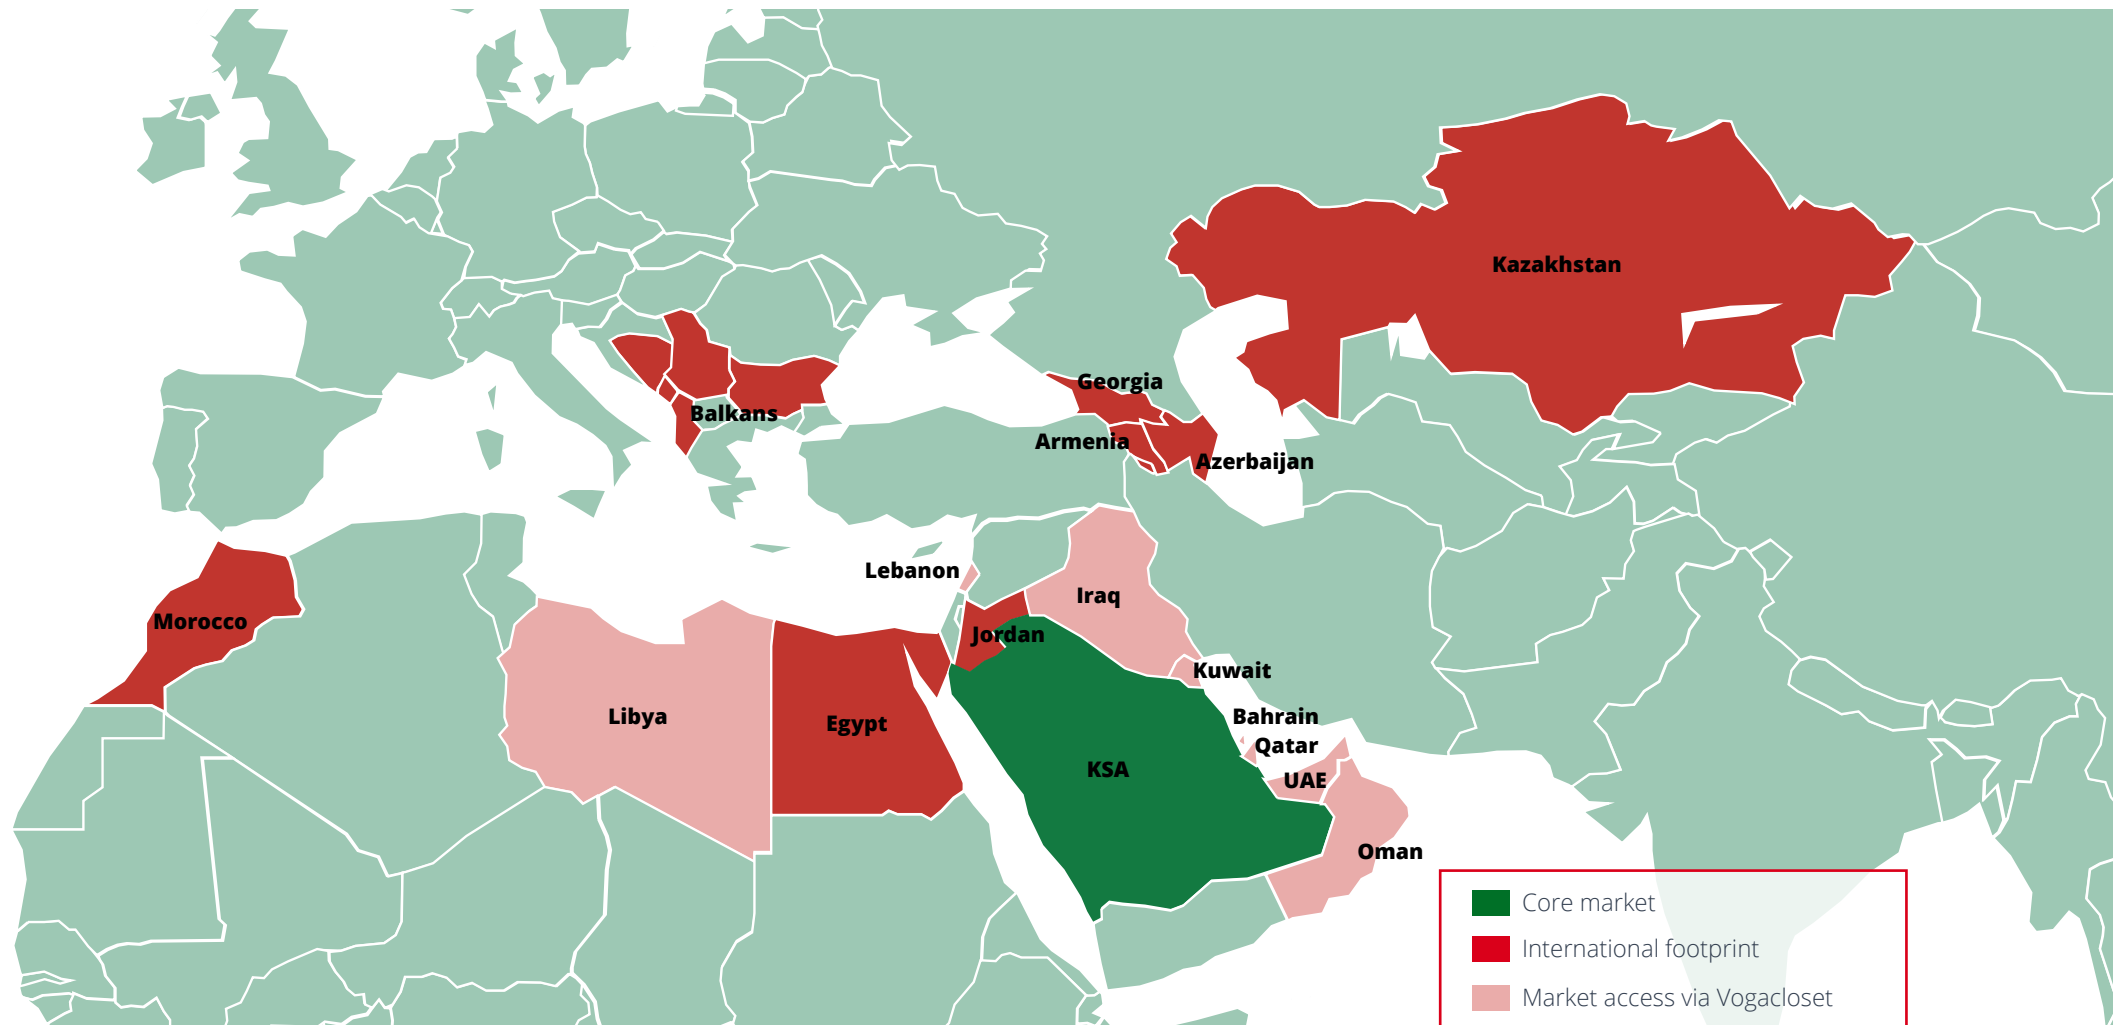 Kazakhstan
Georgia
Balkans
Armenia
Azerbaijan
Lebanon
Iraq
Morocco
Jordan
Kuwait
Libya
Egypt
Bahrain
Qatar
KSA
UAE
Oman
Core market
International footprint
Market access via Vogacloset